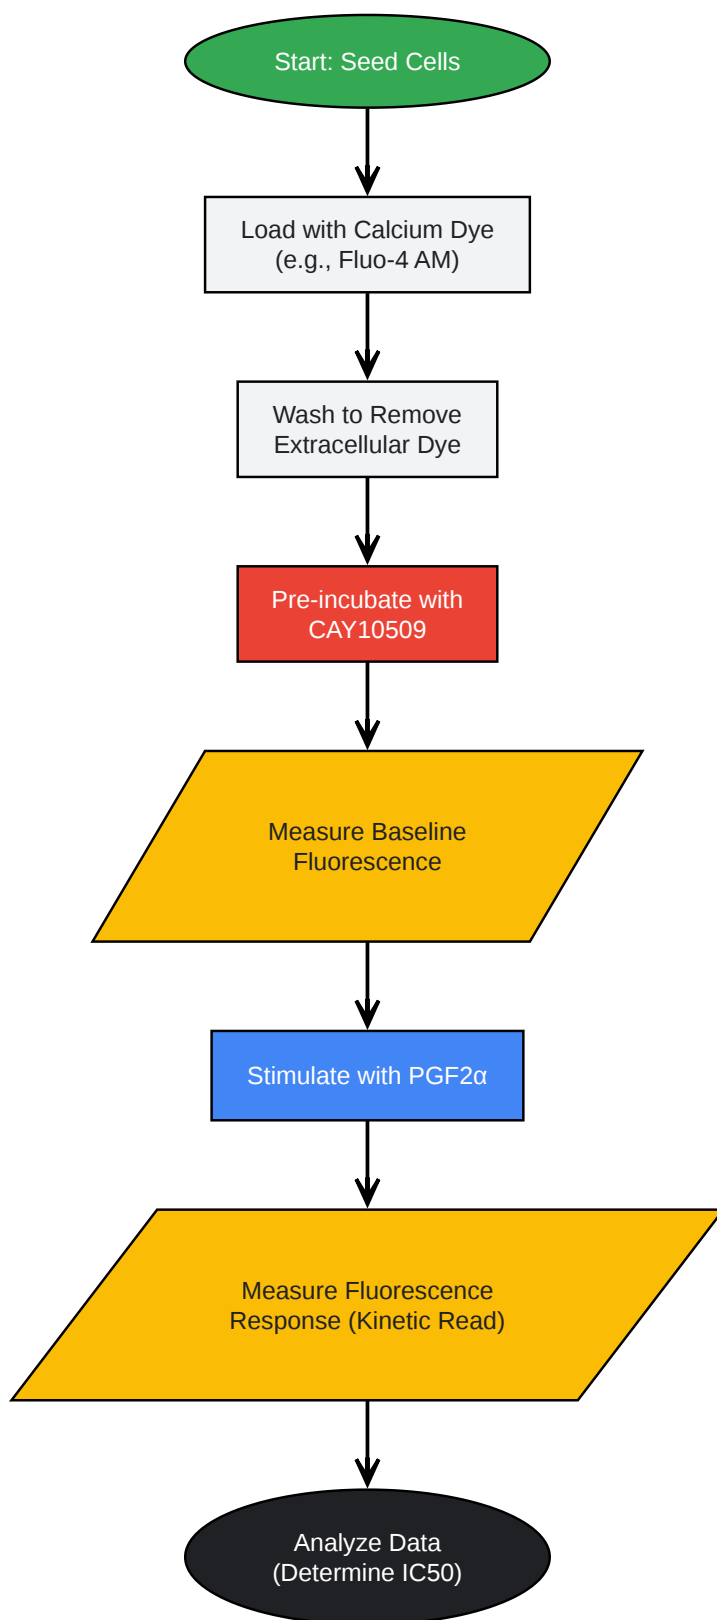 Start: Seed Cells
Load with Calcium Dye
(e.g., Fluo-4 AM)
Wash to Remove
Extracellular Dye
Pre-incubate with
CAY10509
Measure Baseline
Fluorescence
Stimulate with PGF2α
Measure Fluorescence
Response (Kinetic Read)
Analyze Data
(Determine IC50)